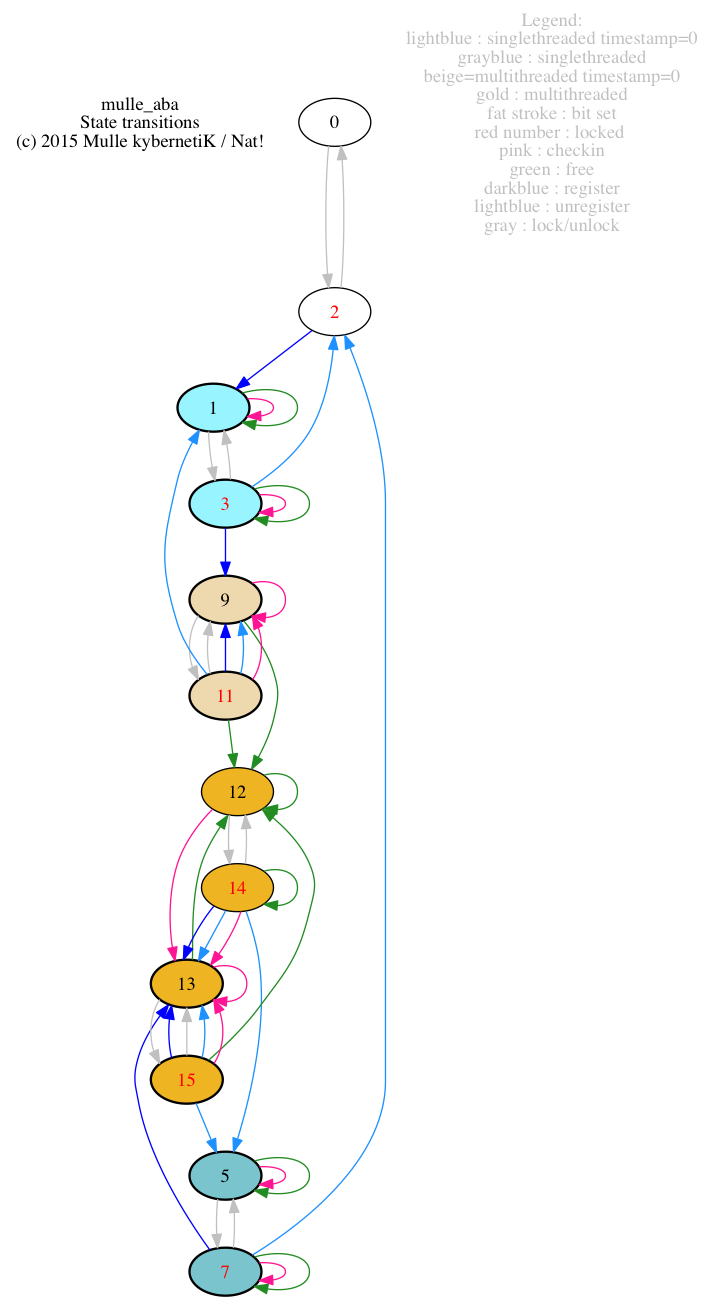 Legend:
lightblue : singlethreaded timestamp=0
grayblue : singlethreaded
beige=multithreaded timestamp=0
gold : multithreaded
fat stroke : bit set
red number : locked
pink : checkin
green : free
darkblue : register
lightblue : unregister
gray : lock/unlock
mulle_aba
State transitions
(c) 2015 Mulle kybernetiK / Nat!
0
2
1
3
9
11
12
14
13
15
5
7